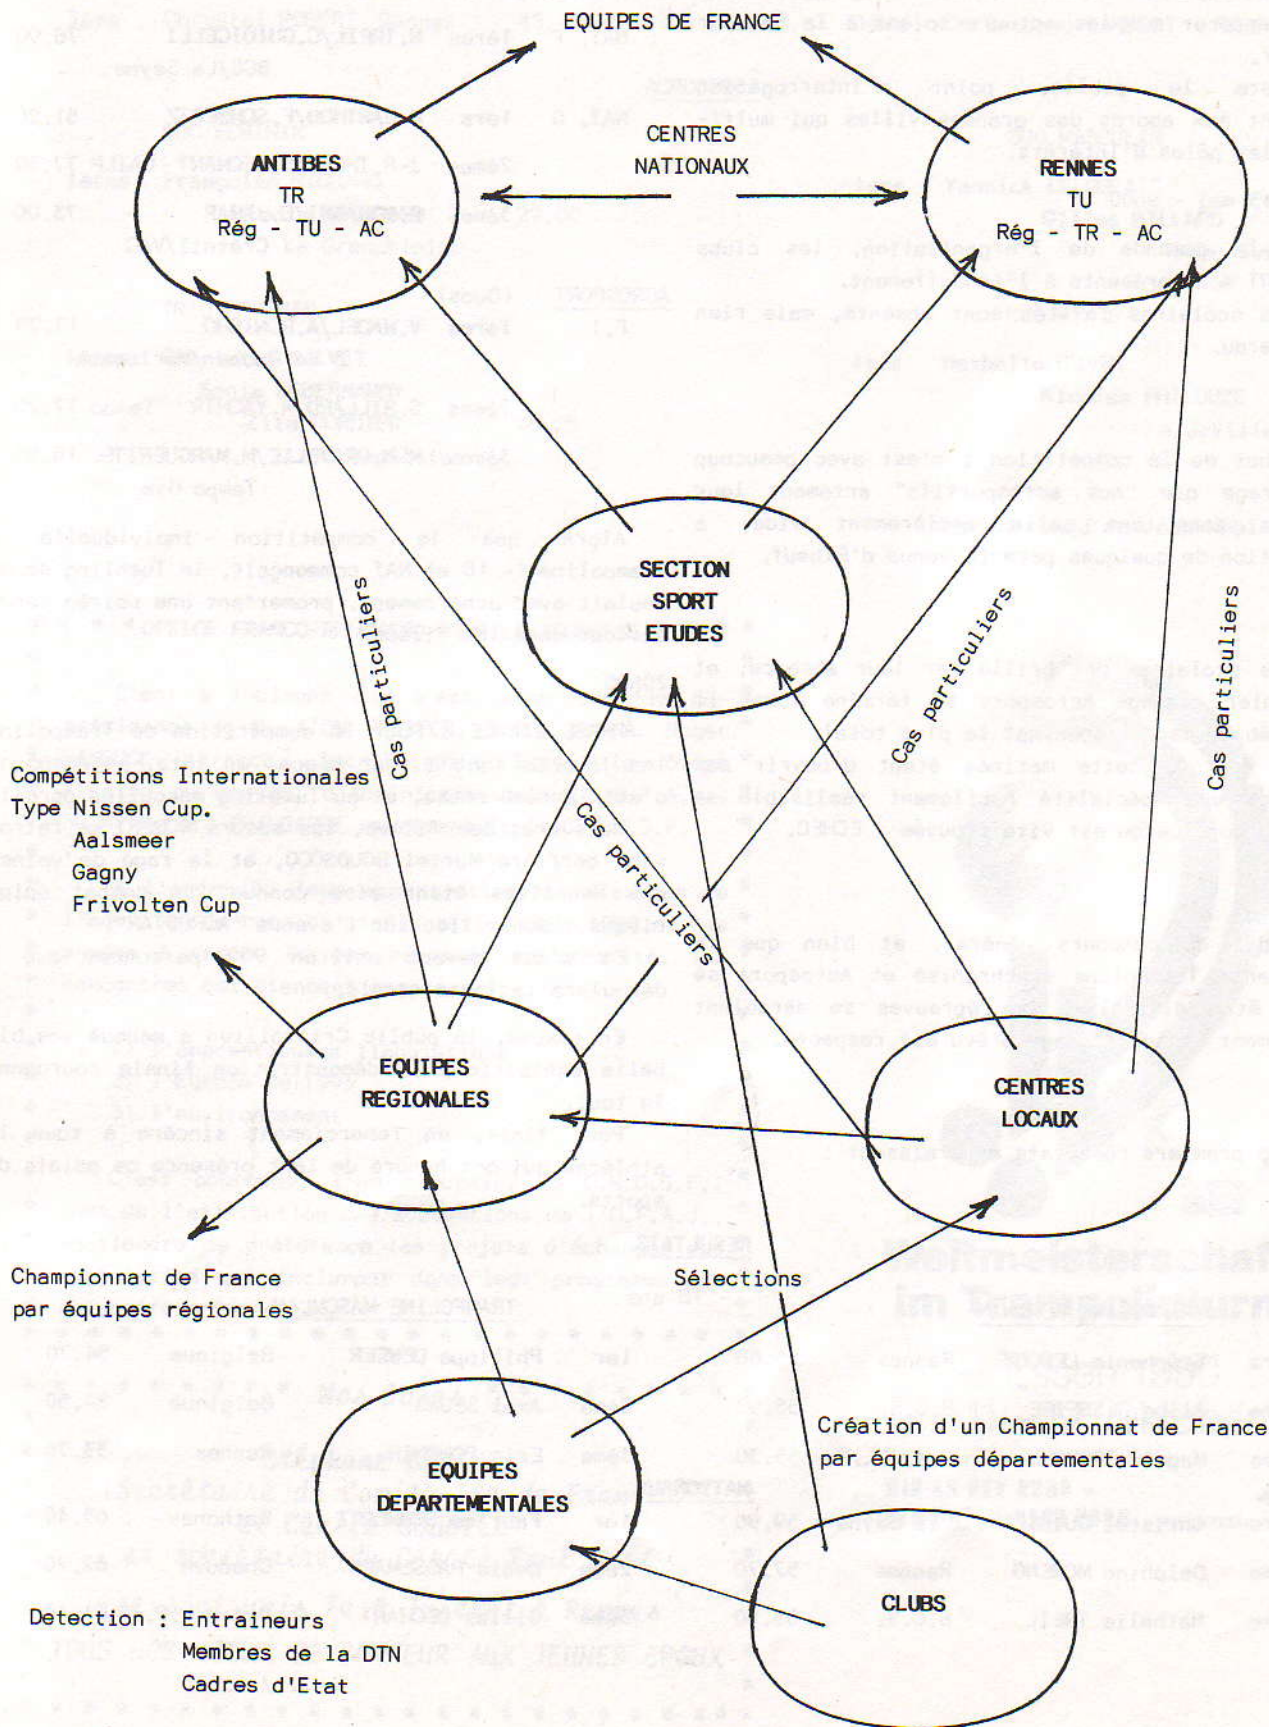 EQUIPES DE FRANCE
CENTRES
NATIONAUX
ANTIBES
TR
Rég - TU - AC
RENNES
TU
Rég - TR - AC
SECTION
SPORT
ETUDES
Cas particuliers
Cas particuliers
Cas particuliers
Cas particuliers
Compétitions Internationales
Type Nissen Cup.
Aalsmeer
Gagny
Frivolten Cup
EQUIPES
REGIONALES
CENTRES
LOCAUX
Championnat de France
par équipes régionales
Sélections
Création d'un Championnat de France
par équipes départementales
EQUIPES
DEPARTEMENTALES
CLUBS
Detection : Entraineurs
Membres de la DTN
Cadres d'Etat